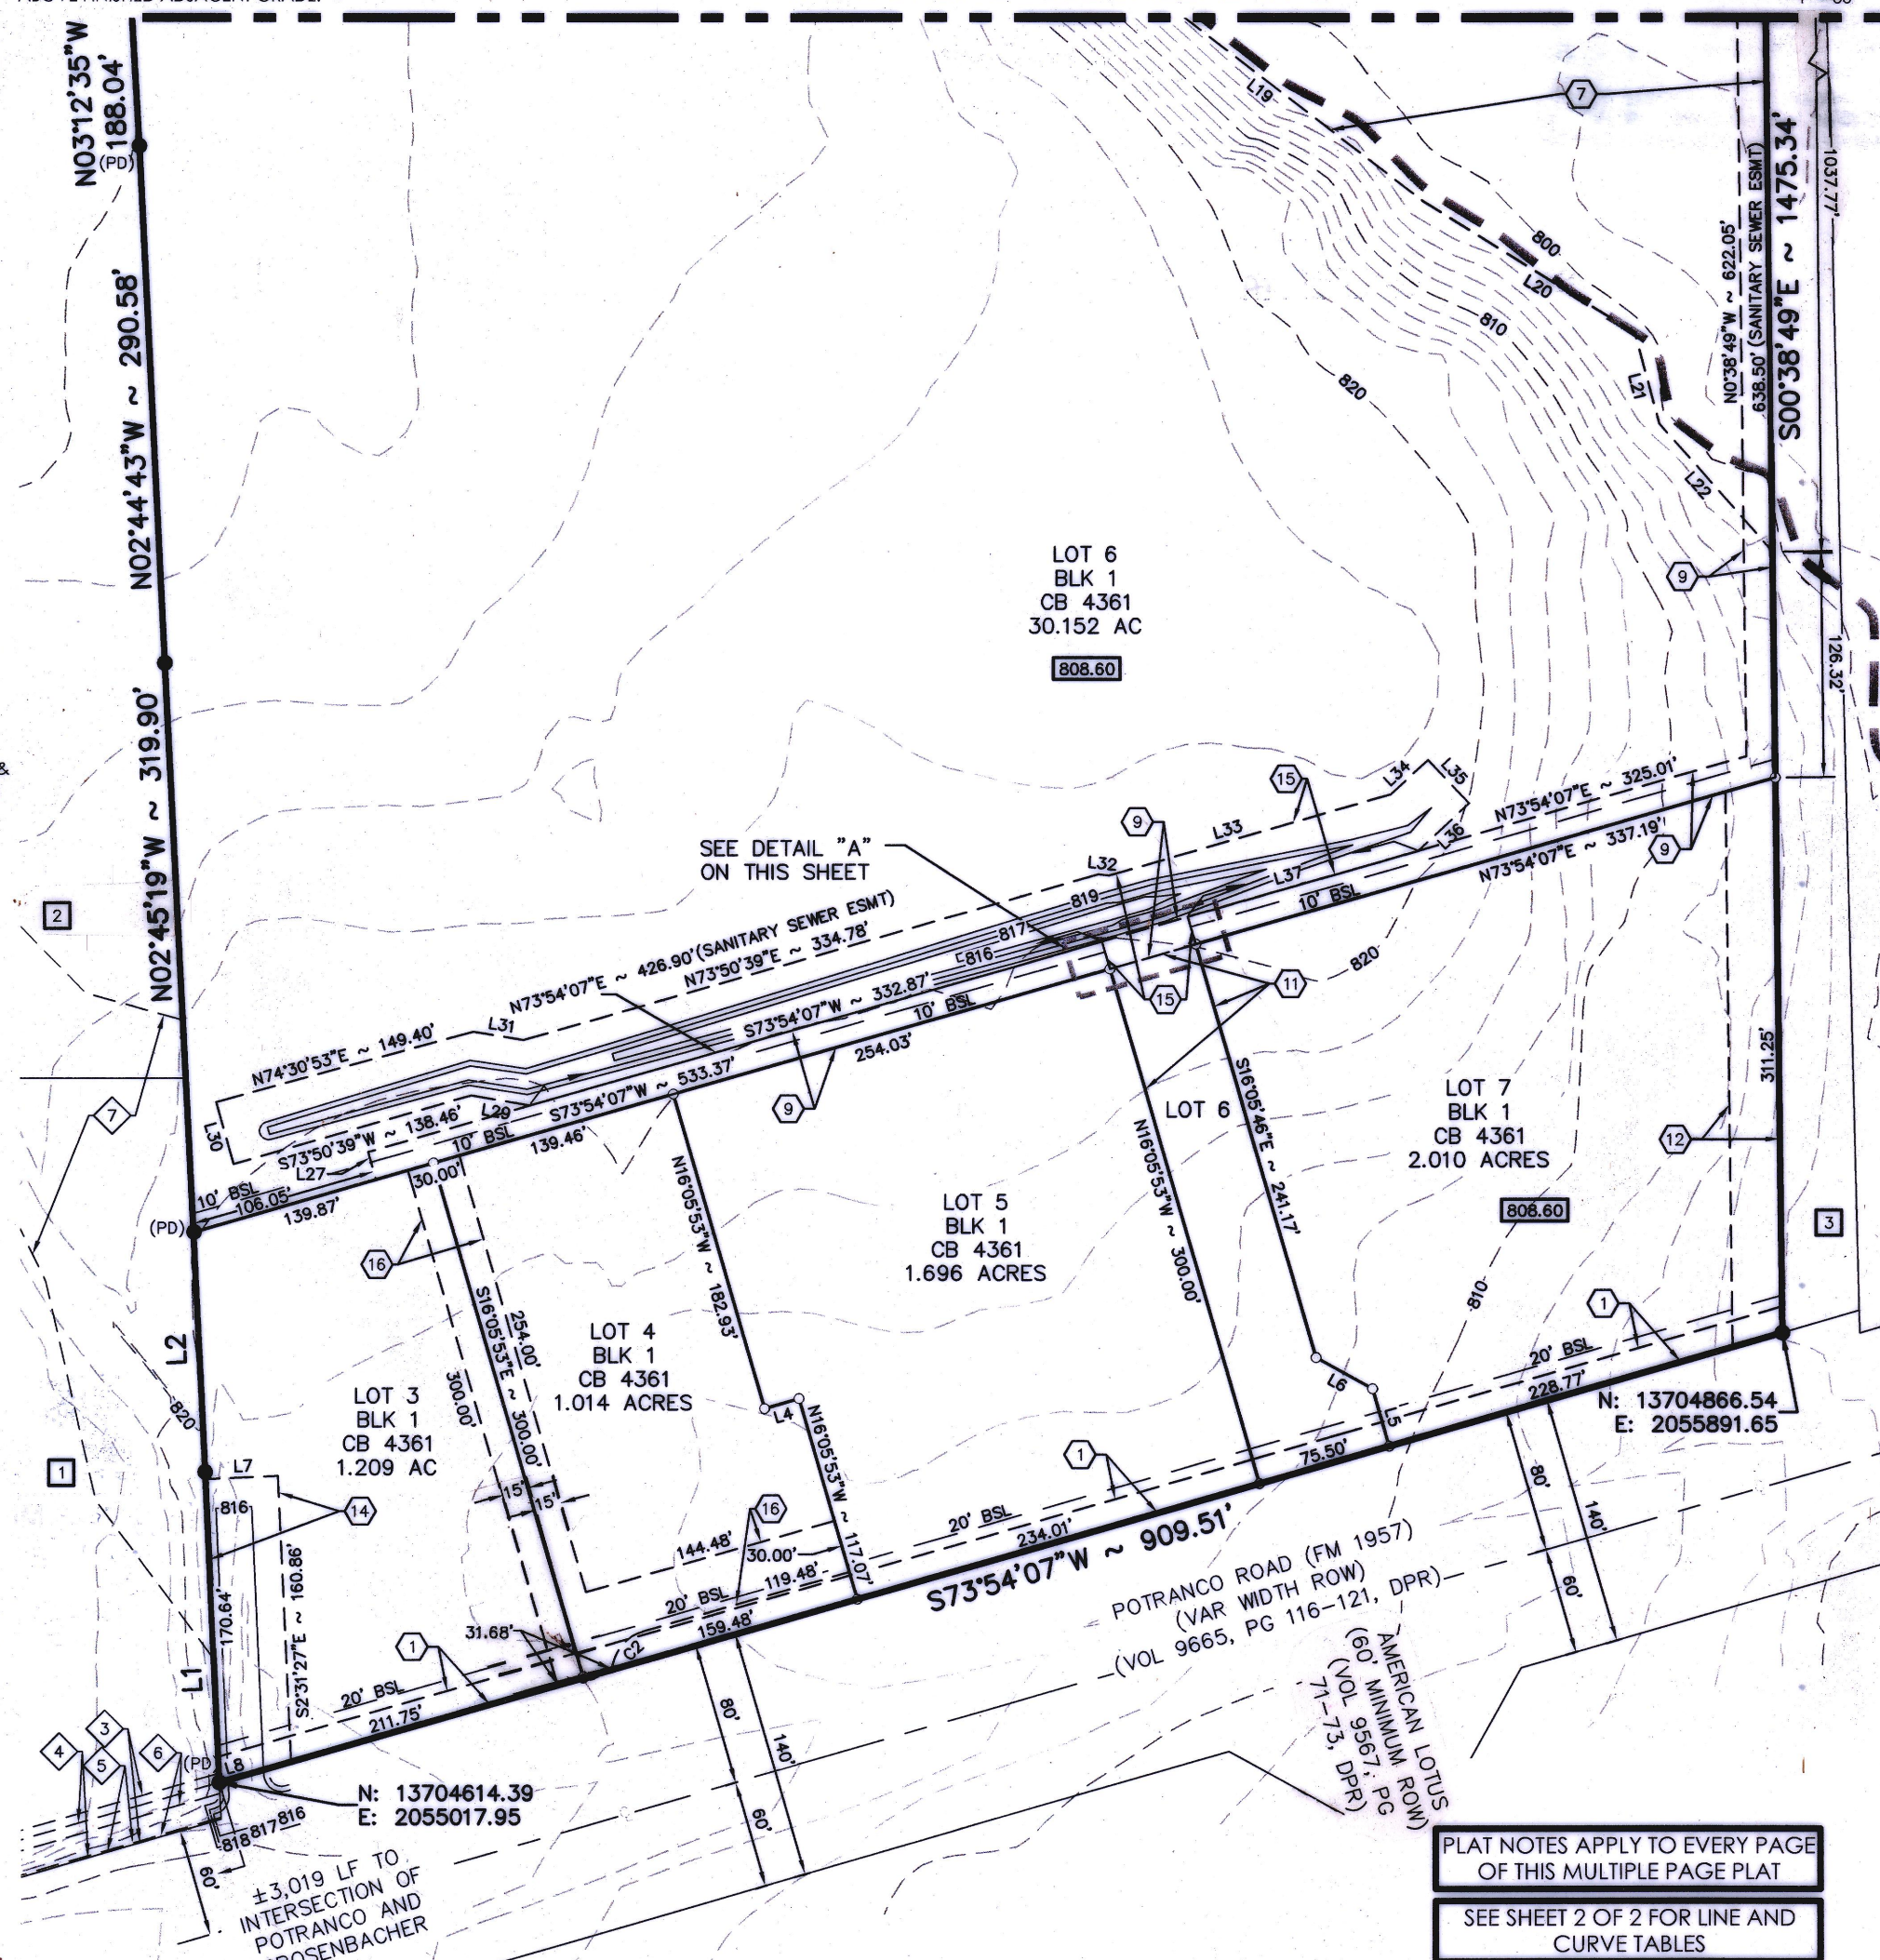 N03°12'35"W
188.04'
(PD)
N02°44'43"W ~ 290.58'
N02°45'19"W ~ 319.90'
&
2
7
L19
7
1037.77'
S00°38'49"E ~ 1475.34'
N0°38'49"W ~ 622.05'
638.50' (SANITARY SEWER ESMT)
800
L20
810
820
L21
L22
LOT 6
BLK 1
CB 4361
30.152 AC
808.60
9
126.32'
SEE DETAIL "A"
ON THIS SHEET
15
9
L34
L35
L33
L32
L36
L37
N73°54'07"E ~ 325.01'
N73°54'07"E ~ 337.19'
9
10' BSL
819
817
816
N73°54'07"E ~ 426.90'(SANITARY SEWER ESMT)
N73°50'39"E ~ 334.78'
S73°54'07"W ~ 332.87'
10' BSL
254.03'
15
11
820
L31
N74°30'53"E ~ 149.40'
L30
S73°50'39"W ~ 138.46'
L29
S73°54'07"W ~ 533.37'
L27
10' BSL
139.46'
9
30.00'
10' BSL
106.05'
139.87'
(PD)
16
LOT 6
N16°05'53"W ~ 300.00'
S16°05'46"E ~ 241.17'
LOT 7
BLK 1
CB 4361
2.010 ACRES
808.60
12
311.25'
3
LOT 5
BLK 1
CB 4361
1.696 ACRES
N16°05'53"W ~ 182.93'
LOT 4
BLK 1
CB 4361
1.014 ACRES
254.00'
S16°05'53"E ~ 300.00'
300.00'
LOT 3
BLK 1
CB 4361
1.209 AC
L2
820
1
L7
816
14
15'
15'
L4
N16°05'53"W ~ 117.07'
L6
L5
810
1
20' BSL
228.77'
N: 13704866.54
E: 2055891.65
75.50'
1
20' BSL
234.01'
S73°54'07"W ~ 909.51'
16
144.48'
30.00'
119.48'
20' BSL
159.48'
C2
31.68'
1
20' BSL
211.75'
170.64'
S2°31'27"E ~ 160.86'
L1
L8
(PD)
4
3
5
6
N: 13704614.39
E: 2055017.95
818
817
816
60'
±3,019 LF TO
INTERSECTION OF
POTRANCO AND
ROSENBACHER
80'
140'
60'
80'
140'
60'
POTRANCO ROAD (FM 1957)
(VAR WIDTH ROW)
(VOL 9665, PG 116-121, DPR)
AMERICAN LOTUS
(60' MINIMUM ROW)
(VOL 9567, PG
71-73, DPR)
PLAT NOTES APPLY TO EVERY PAGE
OF THIS MULTIPLE PAGE PLAT
SEE SHEET 2 OF 2 FOR LINE AND
CURVE TABLES